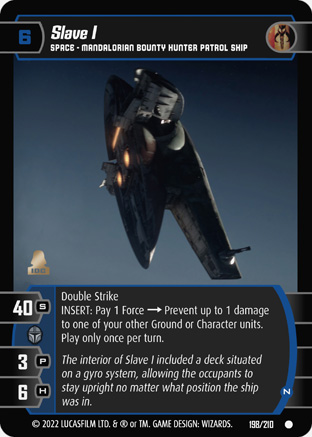 6
Slave I
SPACE - MANDALORIAN BOUNTY HUNTER PATROL SHIP
40 S
3 P
6 H
Double Strike
INSERT: Pay 1 Force → Prevent up to 1 damage
to one of your other Ground or Character units.
Play only once per turn.
The interior of Slave I included a deck situated
on a gyro system, allowing the occupants to
stay upright no matter what position the ship
was in.
N
© 2022 LUCASFILM LTD. & ® or TM. GAME DESIGN: WIZARDS. 198/210